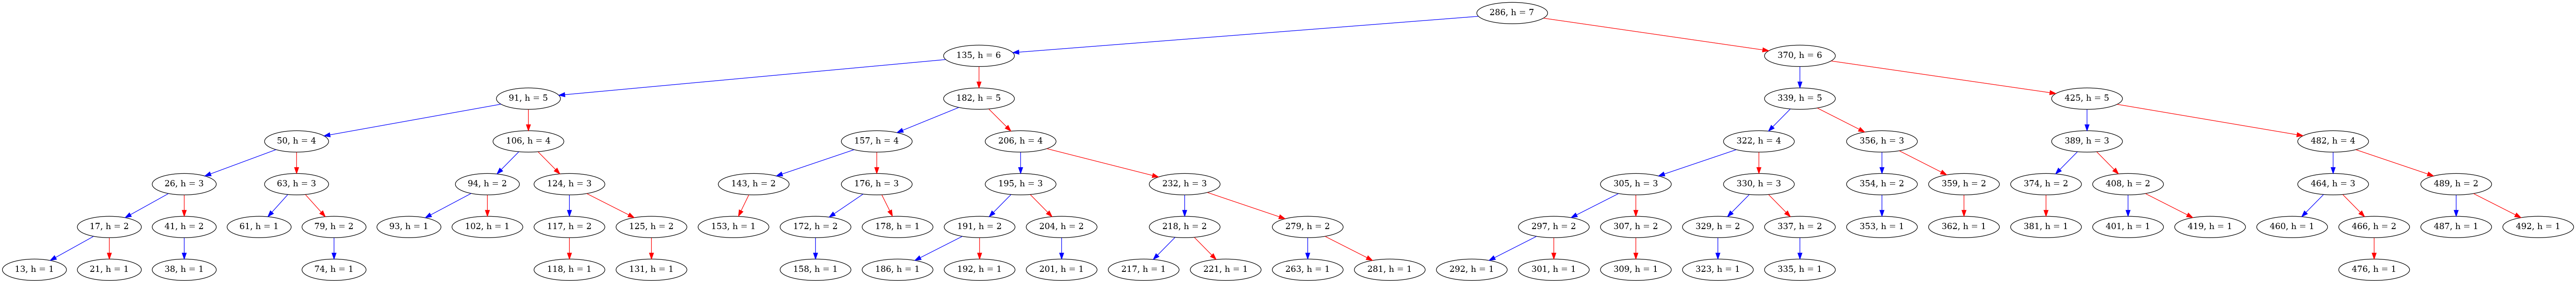 286, h = 7
135, h = 6
370, h = 6
91, h = 5
182, h = 5
339, h = 5
425, h = 5
50, h = 4
106, h = 4
157, h = 4
206, h = 4
322, h = 4
356, h = 3
389, h = 3
482, h = 4
26, h = 3
63, h = 3
94, h = 2
124, h = 3
143, h = 2
176, h = 3
195, h = 3
232, h = 3
305, h = 3
330, h = 3
354, h = 2
359, h = 2
374, h = 2
408, h = 2
464, h = 3
489, h = 2
17, h = 2
41, h = 2
61, h = 1
79, h = 2
93, h = 1
102, h = 1
117, h = 2
125, h = 2
153, h = 1
172, h = 2
178, h = 1
191, h = 2
204, h = 2
218, h = 2
279, h = 2
297, h = 2
307, h = 2
329, h = 2
337, h = 2
353, h = 1
362, h = 1
381, h = 1
401, h = 1
419, h = 1
460, h = 1
466, h = 2
487, h = 1
492, h = 1
13, h = 1
21, h = 1
38, h = 1
74, h = 1
118, h = 1
131, h = 1
158, h = 1
186, h = 1
192, h = 1
201, h = 1
217, h = 1
221, h = 1
263, h = 1
281, h = 1
292, h = 1
301, h = 1
309, h = 1
323, h = 1
335, h = 1
476, h = 1